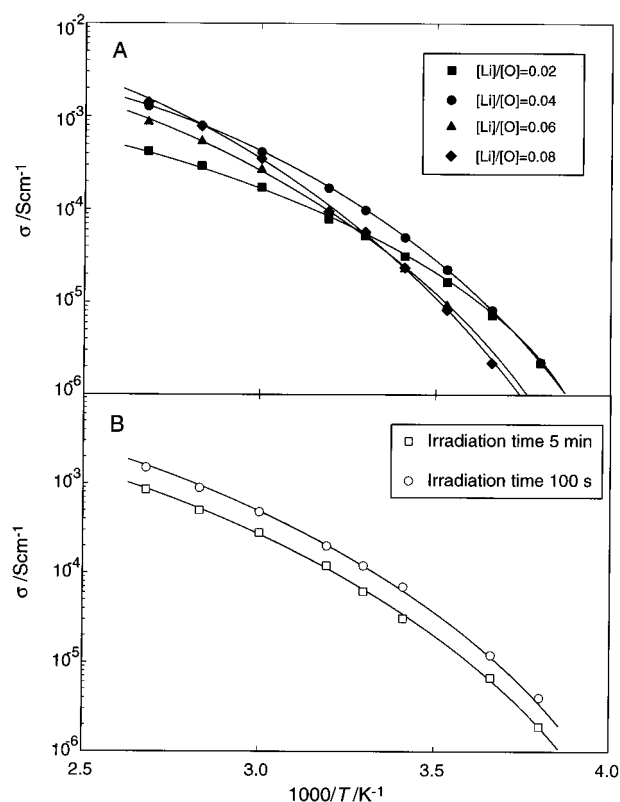 A
10⁻²
10⁻³
10⁻⁴
10⁻⁵
10⁻⁶
σ /Scm⁻¹
[Li]/[O]=0.02
[Li]/[O]=0.04
[Li]/[O]=0.06
[Li]/[O]=0.08
B
10⁻³
10⁻⁴
10⁻⁵
10⁻⁶
σ /Scm⁻¹
Irradiation time 5 min
Irradiation time 100 s
2.5 3.0 3.5 4.0
1000/T /K⁻¹